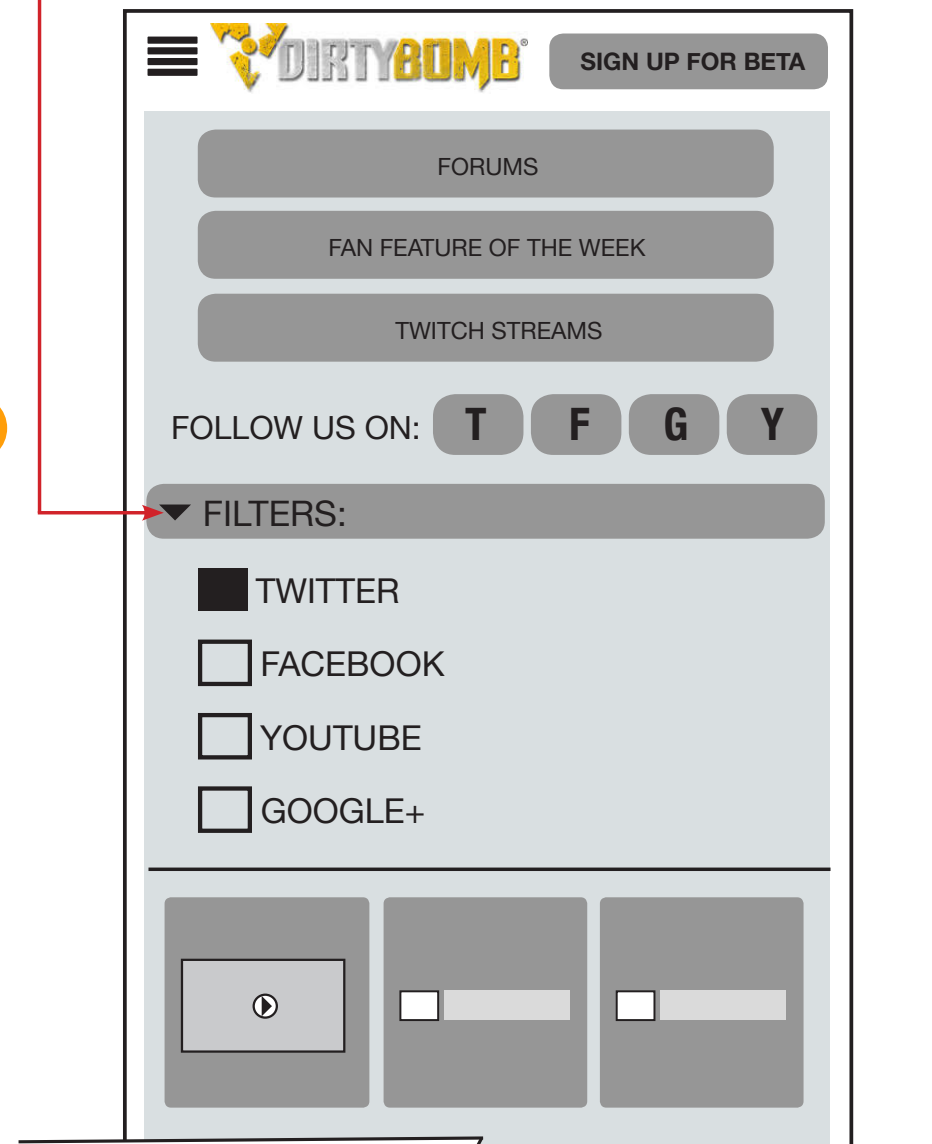 DIRTYBOMB®
SIGN UP FOR BETA
FORUMS
FAN FEATURE OF THE WEEK
TWITCH STREAMS
FOLLOW US ON: T F G Y
FILTERS:
TWITTER
FACEBOOK
YOUTUBE
GOOGLE+